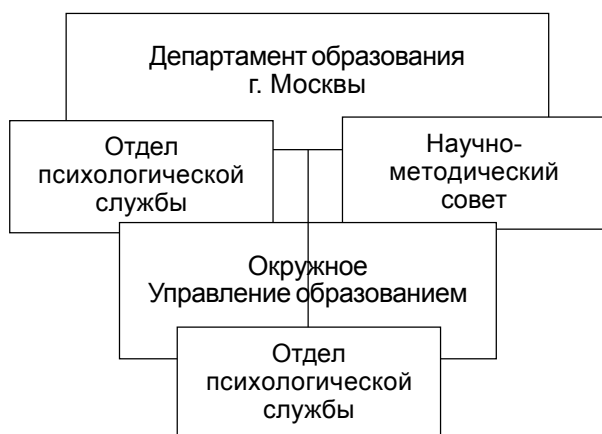 Департамент образования
г. Москвы
Отдел
психологической
службы
Научно-
методический
совет
Окружное
Управление образованием
Отдел
психологической
службы